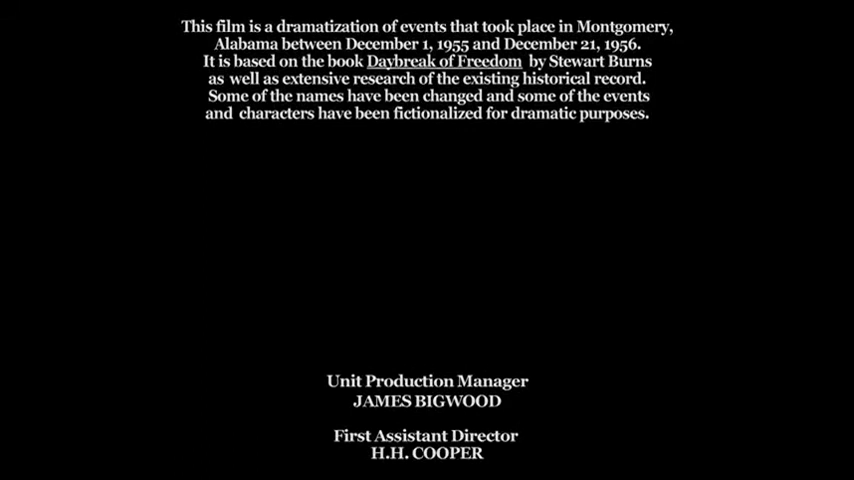 This film is a dramatization of events that took place in Montgomery,
Alabama between December 1, 1955 and December 21, 1956.
It is based on the book Daybreak of Freedom by Stewart Burns
as well as extensive research of the existing historical record.
Some of the names have been changed and some of the events
and characters have been fictionalized for dramatic purposes.
Unit Production Manager
JAMES BIGWOOD
First Assistant Director
H.H. COOPER